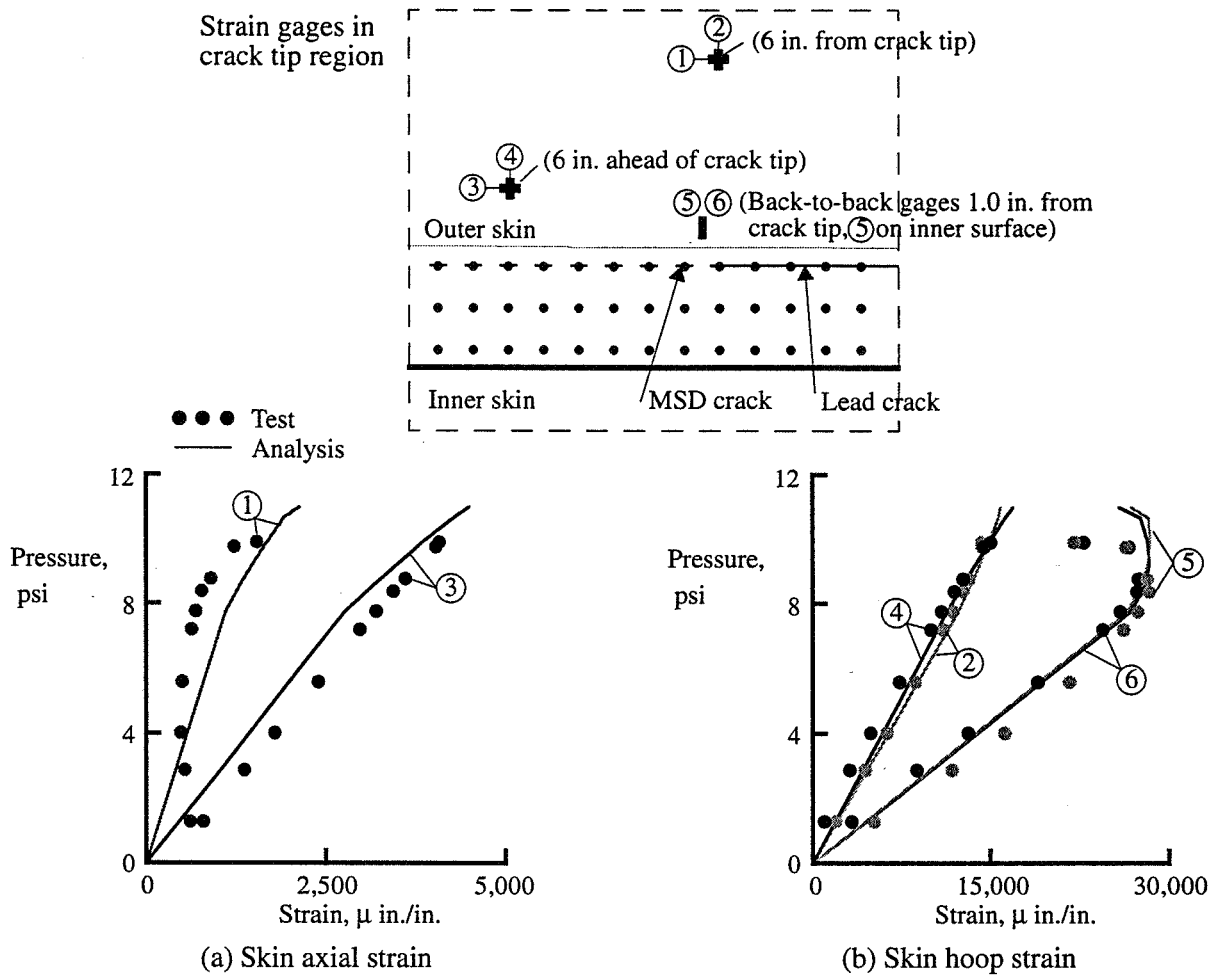 Strain gages in
crack tip region
②
① (6 in. from crack tip)
④
③ (6 in. ahead of crack tip)
⑤ ⑥ (Back-to-back gages 1.0 in. from
crack tip, ⑤ on inner surface)
Outer skin
Inner skin
MSD crack
Lead crack
Test
Analysis
12
8
4
0
Pressure,
psi
①
③
0
2,500
5,000
Strain, μ in./in.
(a) Skin axial strain
12
8
4
0
Pressure,
psi
④
②
⑤
⑥
0
15,000
30,000
Strain, μ in./in.
(b) Skin hoop strain